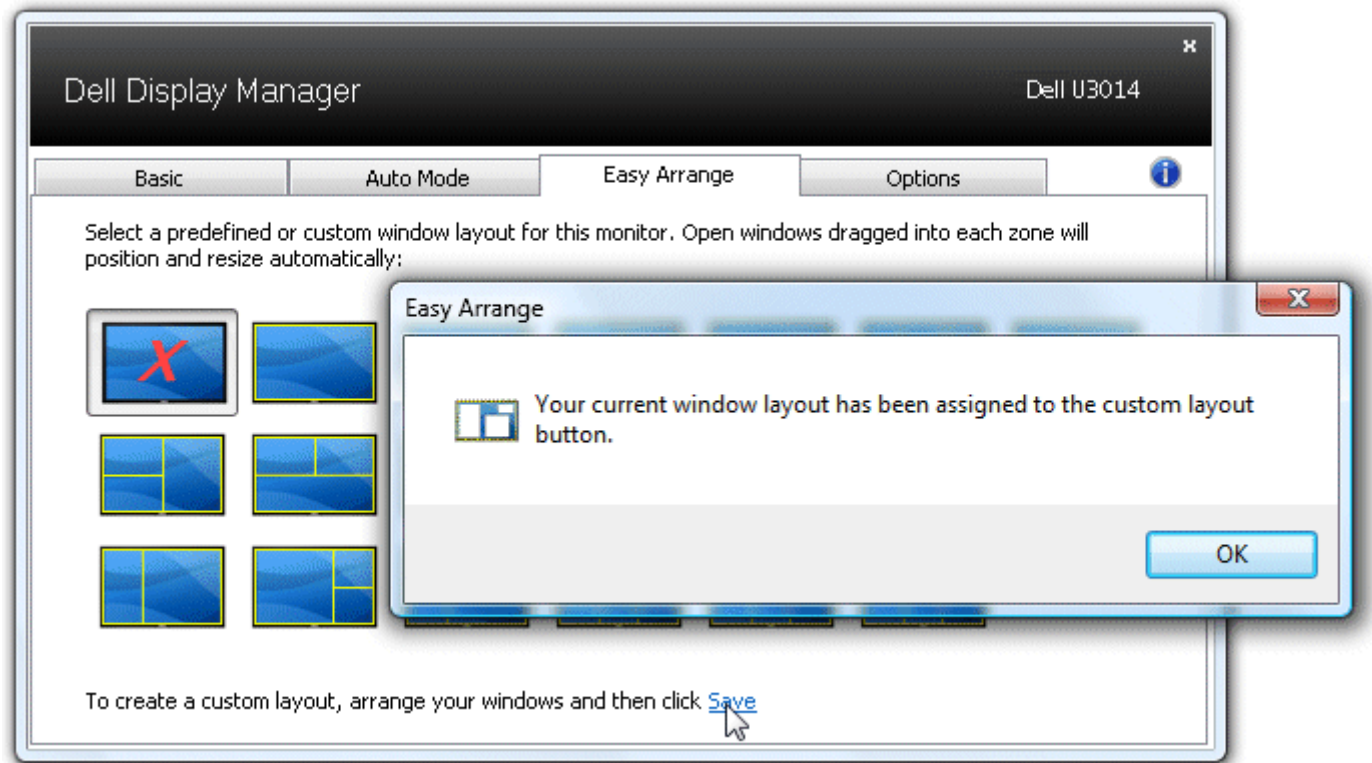 Dell Display Manager
Dell U3014
Basic
Auto Mode
Easy Arrange
Options
Select a predefined or custom window layout for this monitor. Open windows dragged into each zone will
position and resize automatically:
Easy Arrange
Your current window layout has been assigned to the custom layout
button.
OK
To create a custom layout, arrange your windows and then click Save